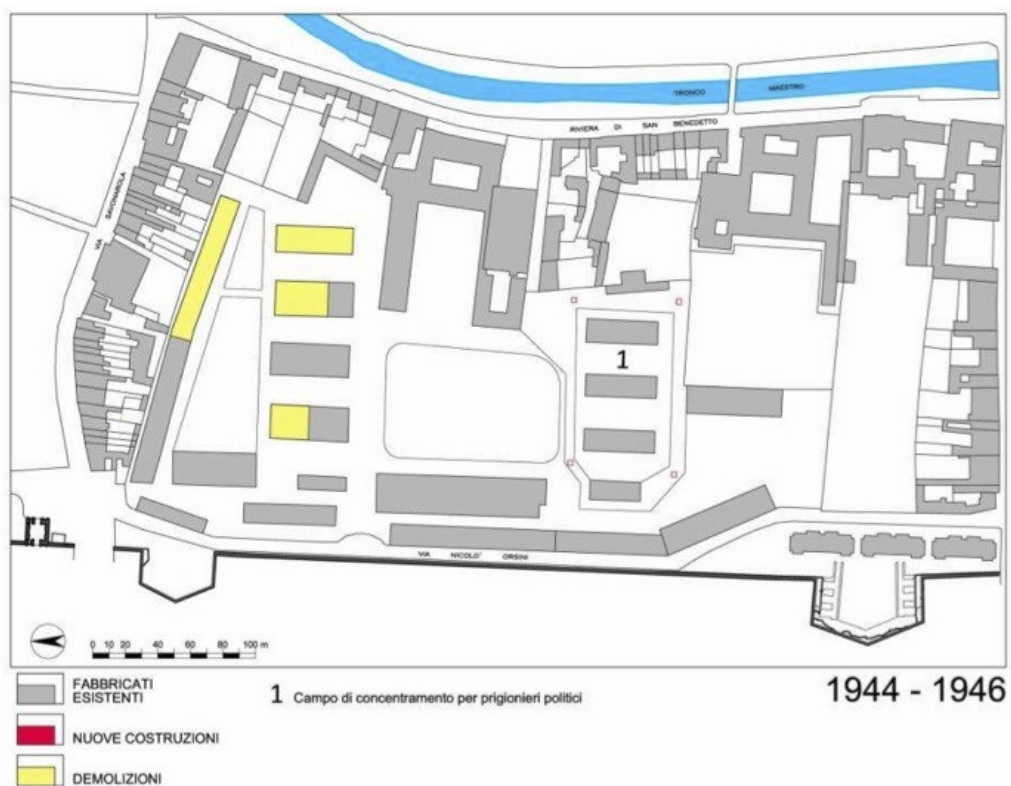 TRONCO MAESTRO
RIVIERA DI SAN BENEDETTO
VIA SAVONAROLA
1
VIA NICOLO' ORSINI
0 10 20 40 60 80 100 m
FABBRICATI
ESISTENTI
1 Campo di concentramento per prigionieri politici
1944 - 1946
NUOVE COSTRUZIONI
DEMOLIZIONI